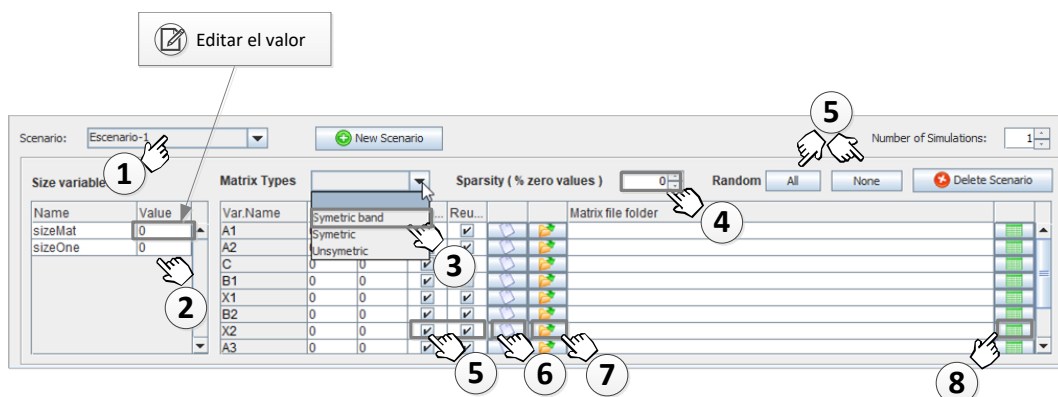 Editar el valor
5
Scenario: Escenario-1 New Scenario Number of Simulations: 1
1
Size variable Matrix Types Sparsity ( % zero values ) 0 Random All None Delete Scenario
4
Name Value Var.Name Reu... Matrix file folder
Symetric band
sizeMat 0 A1
Symetric
sizeOne 0 A2
Unsymetric
3
C 0 0
B1 0 0
2
X1 0 0
B2 0 0
X2 0 0
A3 0 0
5 6 7 8